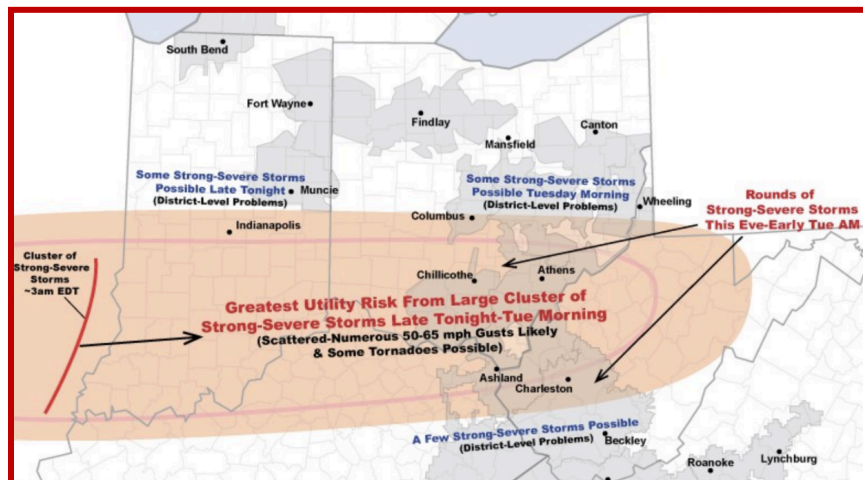 South Bend
Fort Wayne
Findlay
Canton
Mansfield
Some Strong-Severe Storms
Possible Late Tonight
(District-Level Problems)
Muncie
Some Strong-Severe Storms
Possible Tuesday Morning
(District-Level Problems)
Wheeling
Rounds of
Strong-Severe Storms
This Eve-Early Tue AM
Indianapolis
Columbus
Cluster of
Strong-Severe
Storms
~3am EDT
Chillicothe
Athens
Greatest Utility Risk From Large Cluster of
Strong-Severe Storms Late Tonight-Tue Morning
(Scattered-Numerous 50-65 mph Gusts Likely
& Some Tornadoes Possible)
Ashland
Charleston
A Few Strong-Severe Storms Possible
(District-Level Problems)
Beckley
Roanoke
Lynchburg